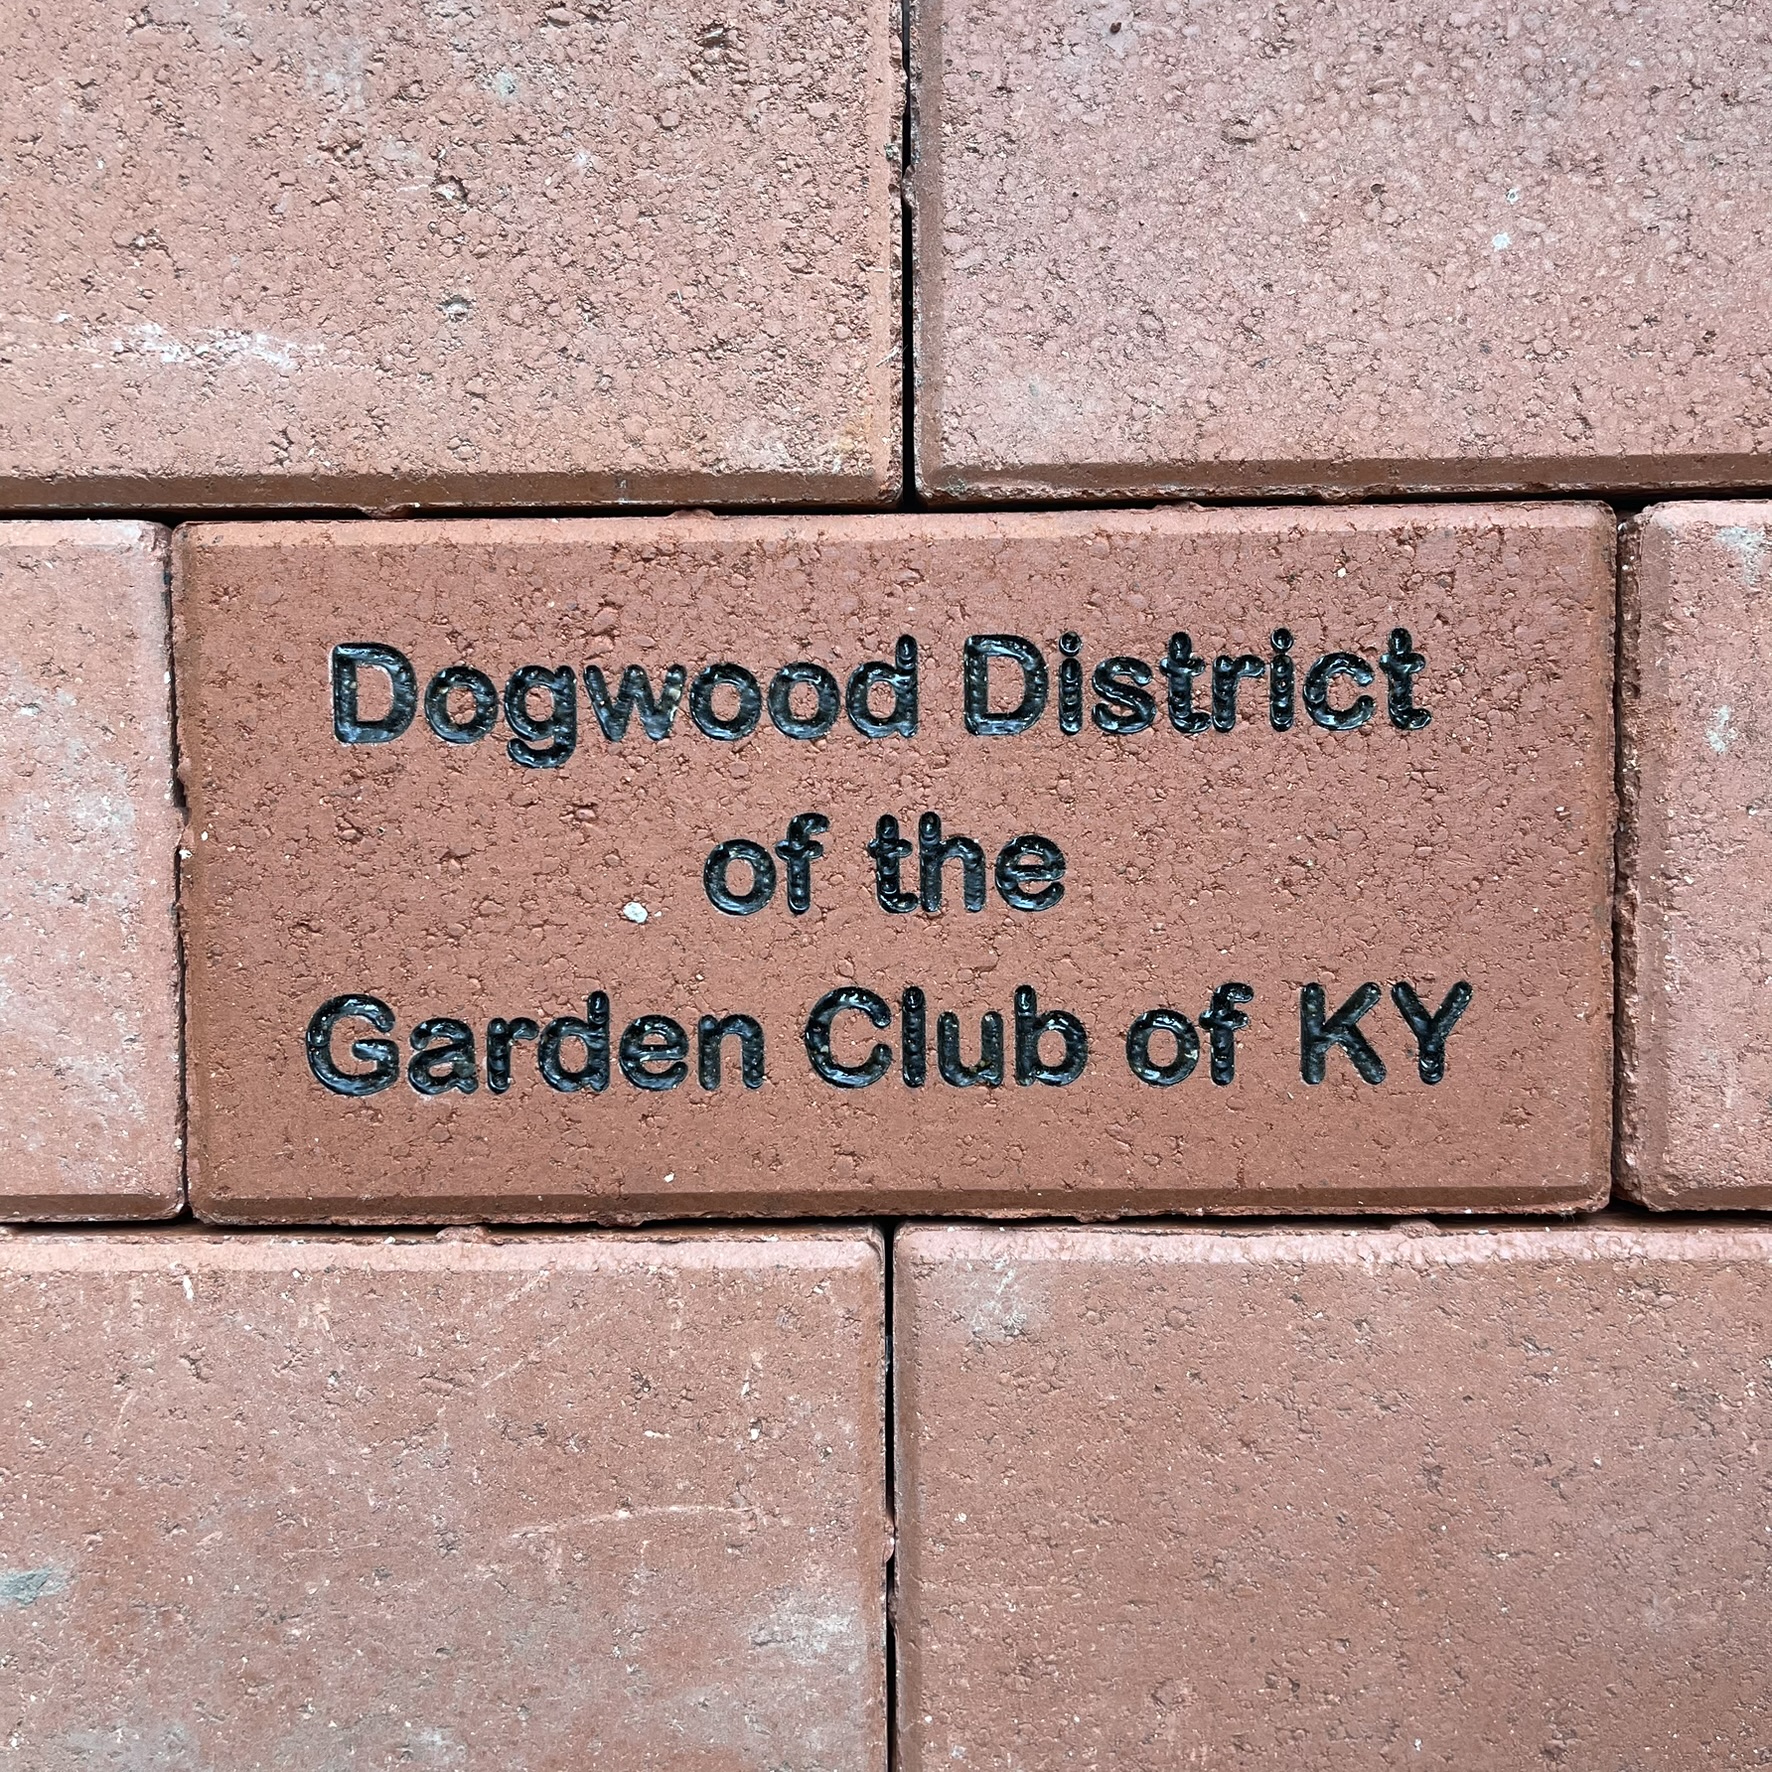 Dogwood District
of the
Garden Club of KY